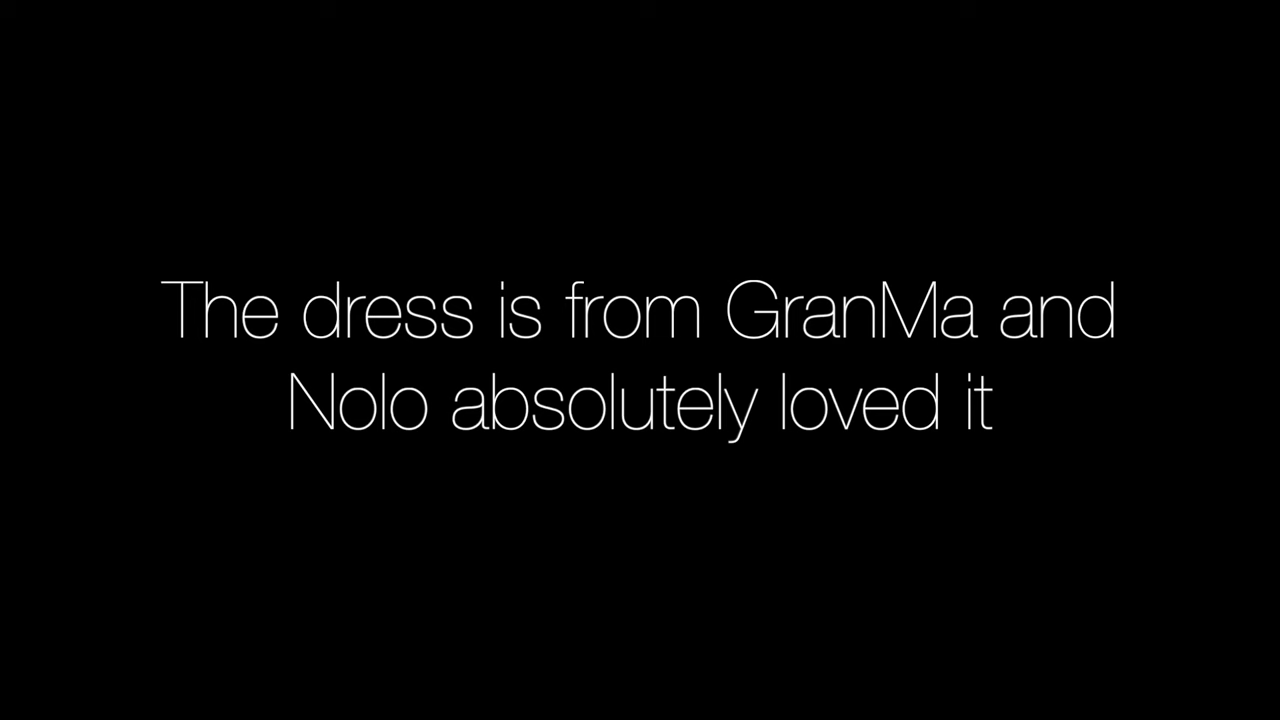 The dress is from GranMa and
Nolo absolutely loved it